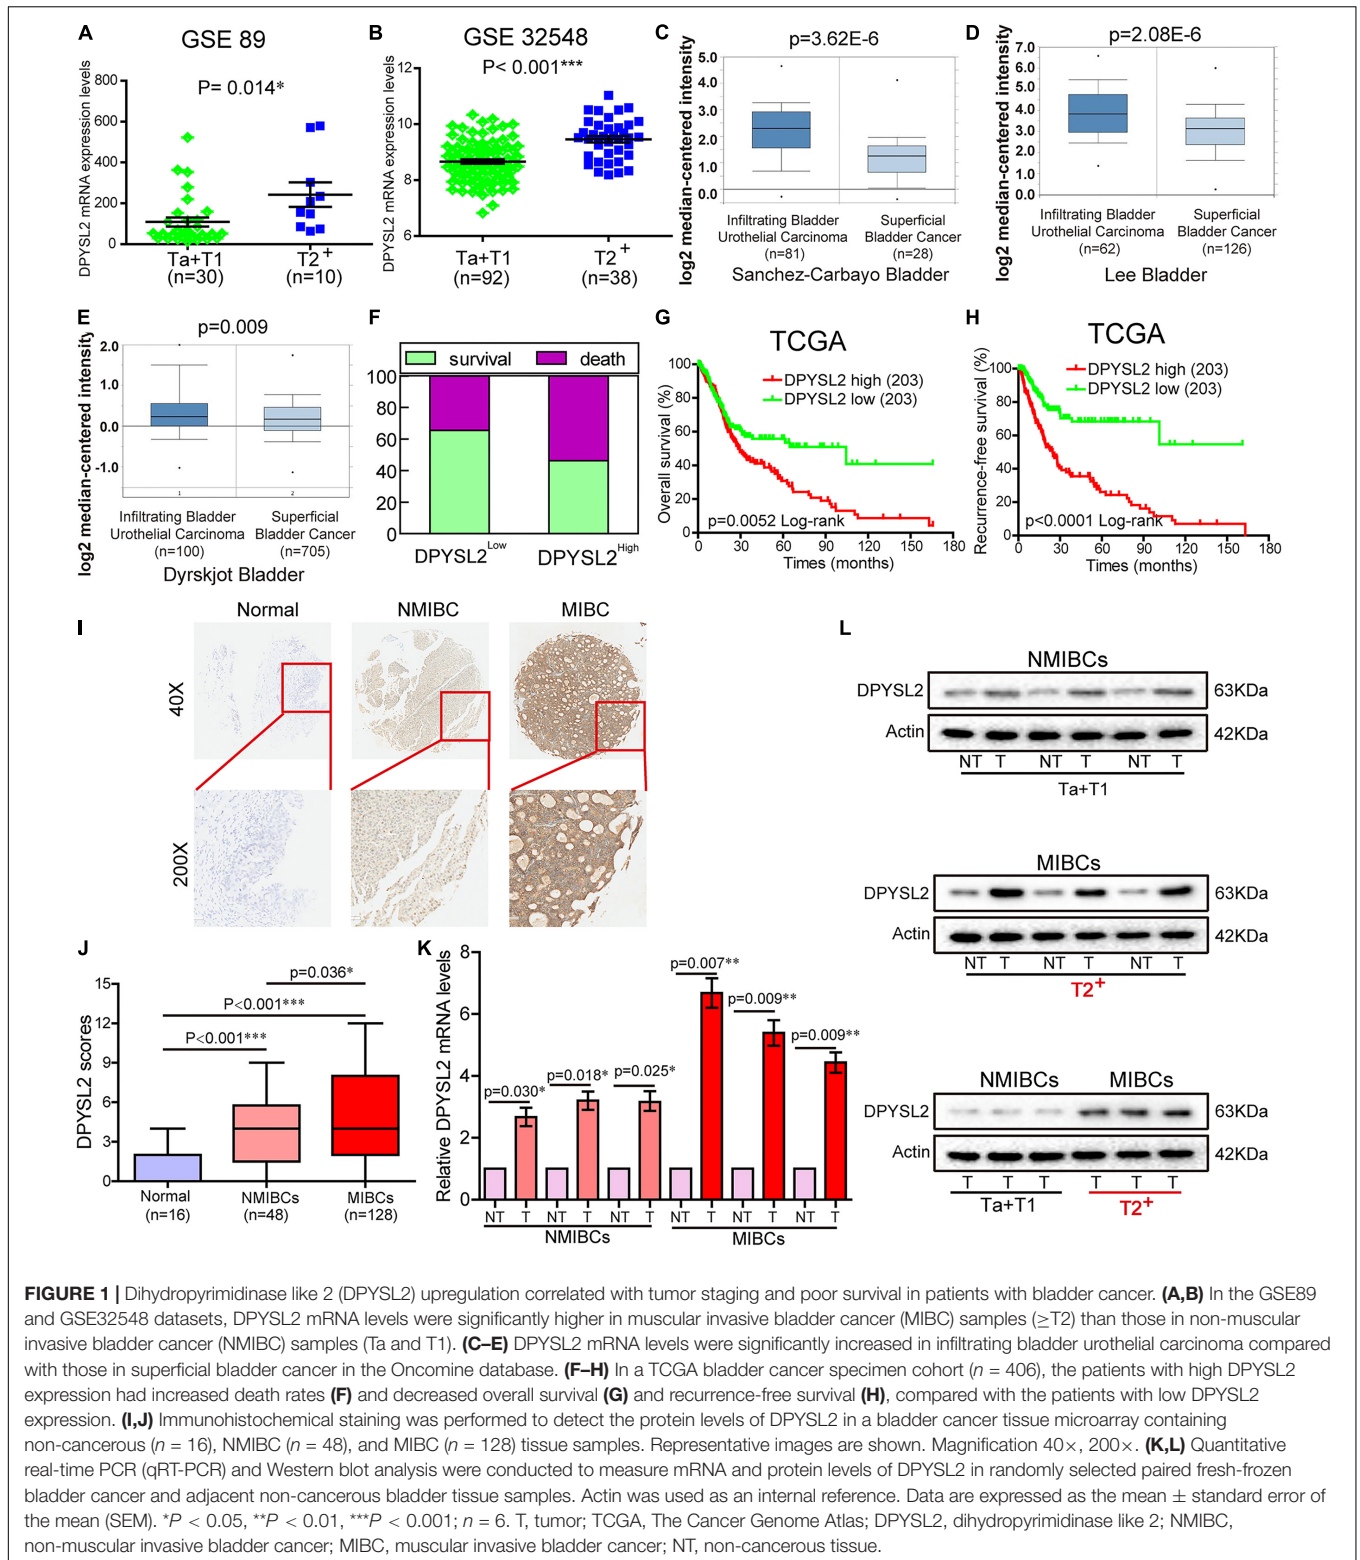 A
GSE 89
DPYSL2 mRNA expression levels
P= 0.014*
800
600
400
200
0
Ta+T1
(n=30)
T2+
(n=10)
B
GSE 32548
DPYSL2 mRNA expression levels
P< 0.001***
12
10
8
6
Ta+T1
(n=92)
T2+
(n=38)
C
p=3.62E-6
log2 median-centered intensity
5.0
4.0
3.0
2.0
1.0
0.0
Infiltrating Bladder
Urothelial Carcinoma
(n=81)
Superficial
Bladder Cancer
(n=28)
Sanchez-Carbayo Bladder
D
p=2.08E-6
log2 median-centered intensity
7.0
6.0
5.0
4.0
3.0
2.0
1.0
0.0
Infiltrating Bladder
Urothelial Carcinoma
(n=62)
Superficial
Bladder Cancer
(n=126)
Lee Bladder
E
p=0.009
log2 median-centered intensity
2.0
1.0
0.0
-1.0
1
2
Infiltrating Bladder
Urothelial Carcinoma
(n=100)
Superficial
Bladder Cancer
(n=705)
Dyrskjot Bladder
F
survival
death
100
80
60
40
20
0
DPYSL2Low
DPYSL2High
G
TCGA
DPYSL2 high (203)
DPYSL2 low (203)
Overall survival (%)
100
80
60
40
20
0
p=0.0052 Log-rank
0 30 60 90 120 150 180
Times (months)
H
TCGA
DPYSL2 high (203)
DPYSL2 low (203)
Recurrence-free survival (%)
100
80
60
40
20
0
p<0.0001 Log-rank
0 30 60 90 120 150 180
Times (months)
I
Normal
NMIBC
MIBC
40X
200X
J
DPYSL2 scores
p=0.036*
P<0.001***
P<0.001***
15
12
9
6
3
0
Normal
(n=16)
NMIBCs
(n=48)
MIBCs
(n=128)
K
Relative DPYSL2 mRNA levels
8
6
4
2
0
p=0.030*
p=0.018*
p=0.025*
p=0.007**
p=0.009**
p=0.009**
NT T NT T NT T NT T NT T NT T
NMIBCs
MIBCs
L
NMIBCs
DPYSL2
63KDa
Actin
42KDa
NT T NT T NT T
Ta+T1
MIBCs
DPYSL2
63KDa
Actin
42KDa
NT T NT T NT T
T2+
NMIBCs
MIBCs
DPYSL2
63KDa
Actin
42KDa
T T T T T T
Ta+T1
T2+
FIGURE 1 | Dihydropyrimidinase like 2 (DPYSL2) upregulation correlated with tumor staging and poor survival in patients with bladder cancer. (A,B) In the GSE89
and GSE32548 datasets, DPYSL2 mRNA levels were significantly higher in muscular invasive bladder cancer (MIBC) samples (≥T2) than those in non-muscular
invasive bladder cancer (NMIBC) samples (Ta and T1). (C–E) DPYSL2 mRNA levels were significantly increased in infiltrating bladder urothelial carcinoma compared
with those in superficial bladder cancer in the Oncomine database. (F–H) In a TCGA bladder cancer specimen cohort (n = 406), the patients with high DPYSL2
expression had increased death rates (F) and decreased overall survival (G) and recurrence-free survival (H), compared with the patients with low DPYSL2
expression. (I,J) Immunohistochemical staining was performed to detect the protein levels of DPYSL2 in a bladder cancer tissue microarray containing
non-cancerous (n = 16), NMIBC (n = 48), and MIBC (n = 128) tissue samples. Representative images are shown. Magnification 40×, 200×. (K,L) Quantitative
real-time PCR (qRT-PCR) and Western blot analysis were conducted to measure mRNA and protein levels of DPYSL2 in randomly selected paired fresh-frozen
bladder cancer and adjacent non-cancerous bladder tissue samples. Actin was used as an internal reference. Data are expressed as the mean ± standard error of
the mean (SEM). *P < 0.05, **P < 0.01, ***P < 0.001; n = 6. T, tumor; TCGA, The Cancer Genome Atlas; DPYSL2, dihydropyrimidinase like 2; NMIBC,
non-muscular invasive bladder cancer; MIBC, muscular invasive bladder cancer; NT, non-cancerous tissue.